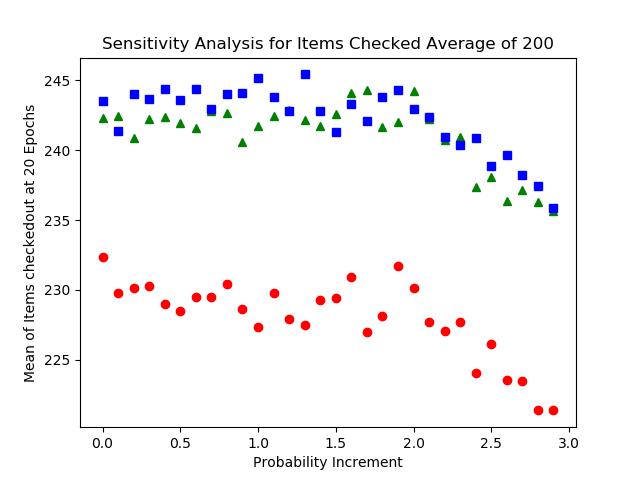 Sensitivity Analysis for Items Checked Average of 200
Mean of Items checkedout at 20 Epochs
245
240
235
230
225
0.0 0.5 1.0 1.5 2.0 2.5 3.0
Probability Increment